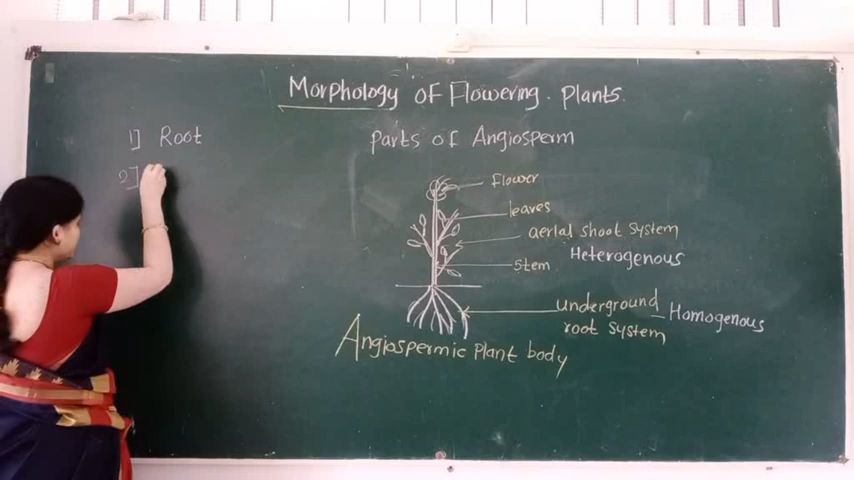 Morphology of Flowering. Plants
1] Root
2]
Parts of Angiosperm
flower
leaves
aerial shoot system
Heterogenous
Stem
underground
root system
Homogenous
Angiospermic Plant body